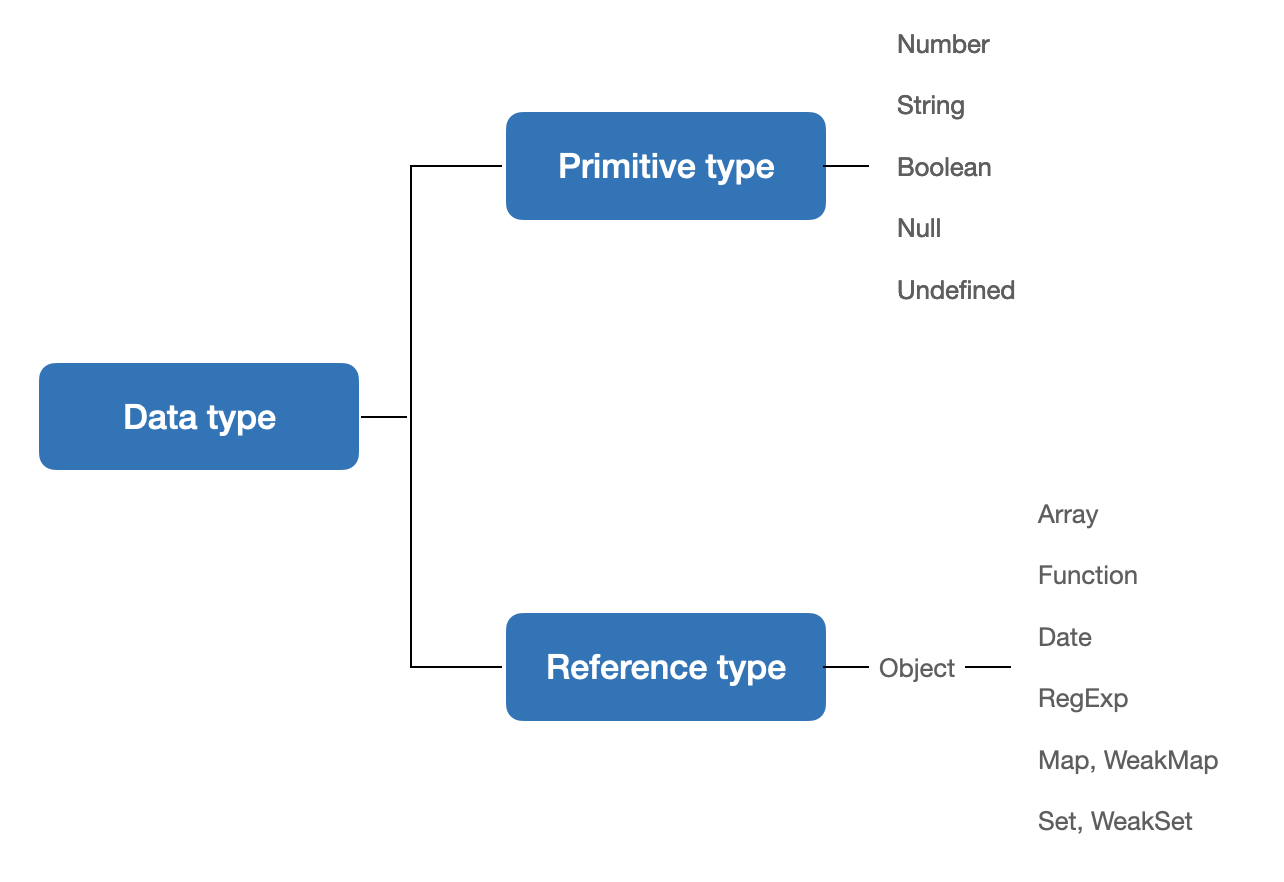 Data type
Primitive type
Number
String
Boolean
Null
Undefined
Reference type
Object
Array
Function
Date
RegExp
Map, WeakMap
Set, WeakSet